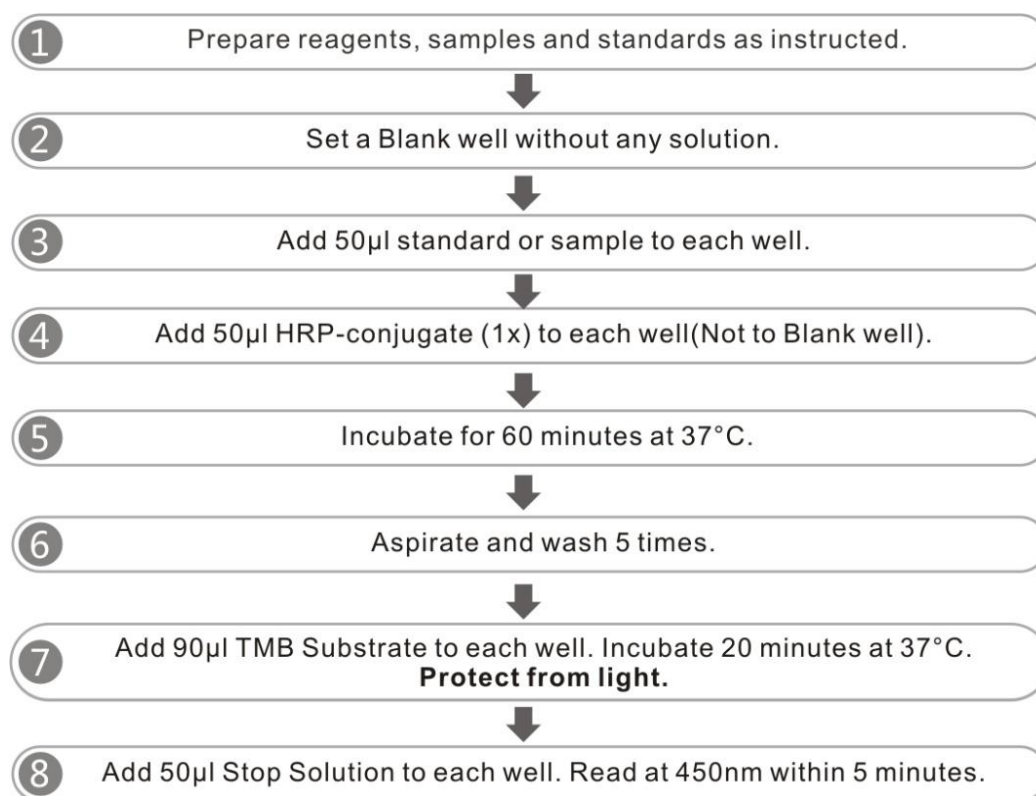 1 Prepare reagents, samples and standards as instructed.
2 Set a Blank well without any solution.
3 Add 50μl standard or sample to each well.
4 Add 50μl HRP-conjugate (1x) to each well(Not to Blank well).
5 Incubate for 60 minutes at 37°C.
6 Aspirate and wash 5 times.
7 Add 90μl TMB Substrate to each well. Incubate 20 minutes at 37°C.
Protect from light.
8 Add 50μl Stop Solution to each well. Read at 450nm within 5 minutes.